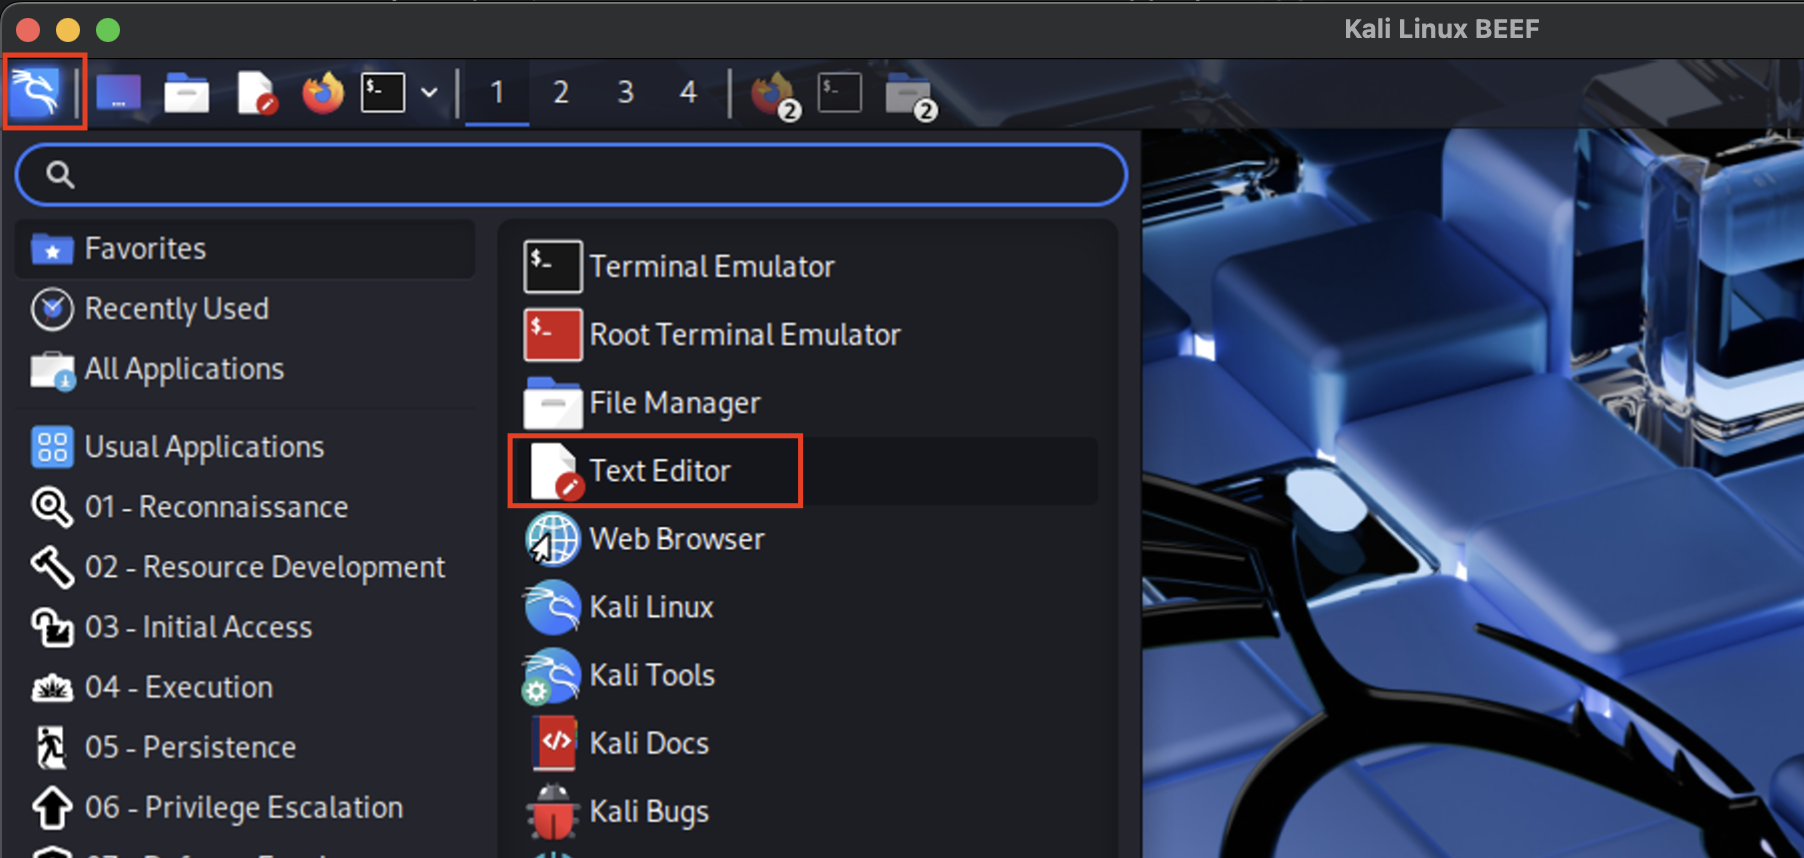 Kali Linux BEEF
1 2 3 4
2
2
Favorites
Recently Used
All Applications
Usual Applications
01 - Reconnaissance
02 - Resource Development
03 - Initial Access
04 - Execution
05 - Persistence
06 - Privilege Escalation
Terminal Emulator
Root Terminal Emulator
File Manager
Text Editor
Web Browser
Kali Linux
Kali Tools
Kali Docs
Kali Bugs